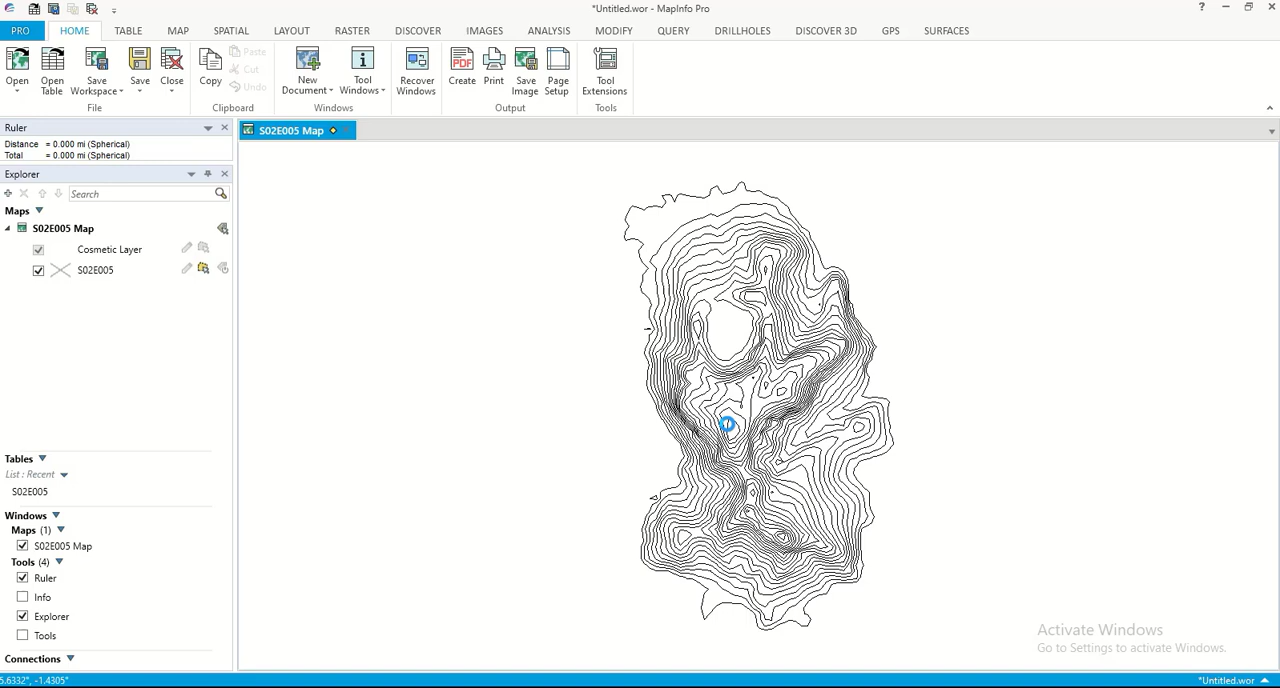 *Untitled.wor - MapInfo Pro
?
PRO HOME TABLE MAP SPATIAL LAYOUT RASTER DISCOVER IMAGES ANALYSIS MODIFY QUERY DRILLHOLES DISCOVER 3D GPS SURFACES
Open
Open Table
Save Workspace
Save
Close
File
Copy
Paste
Cut
Undo
Clipboard
New Document
Tool Windows
Windows
Recover Windows
PDF
Create
Print
Save Image
Page Setup
Output
Tool Extensions
Tools
Ruler
Distance = 0.000 mi (Spherical)
Total = 0.000 mi (Spherical)
Explorer
Search
Maps
S02E005 Map
Cosmetic Layer
S02E005
Tables
List : Recent
S02E005
Windows
Maps (1)
S02E005 Map
Tools (4)
Ruler
Info
Explorer
Tools
Connections
S02E005 Map
Activate Windows
Go to Settings to activate Windows.
5.6332°, -1.4305°
*Untitled.wor